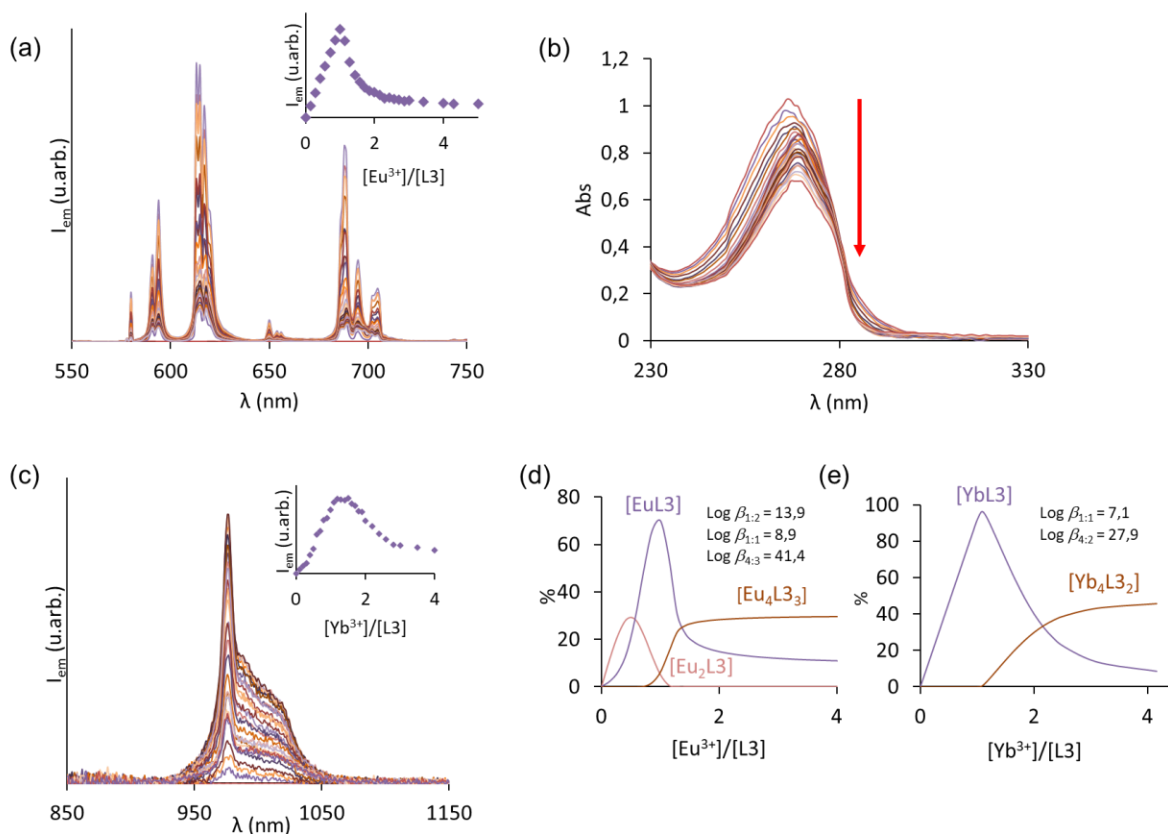 (a)
I_em (u.arb.)
550 600 650 700 750
λ (nm)
I_em (u.arb.)
0 2 4
[Eu³⁺]/[L3]
(b)
Abs
1,2
1
0,8
0,6
0,4
0,2
0
230 280 330
λ (nm)
(c)
I_em (u.arb.)
850 950 1050 1150
λ (nm)
I_em (u.arb.)
0 2 4
[Yb³⁺]/[L3]
(d)
%
80
60
40
20
0
0 2 4
[Eu³⁺]/[L3]
[EuL3]
Log β₁:₂ = 13,9
Log β₁:₁ = 8,9
Log β₄:₃ = 41,4
[Eu₄L3₃]
[Eu₂L3]
(e)
%
100
80
60
40
20
0
0 2 4
[Yb³⁺]/[L3]
[YbL3]
Log β₁:₁ = 7,1
Log β₄:₂ = 27,9
[Yb₄L3₂]